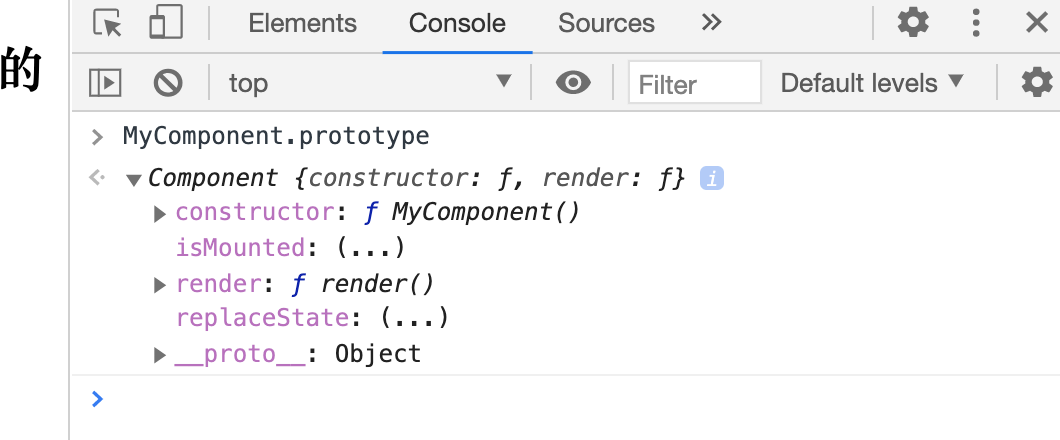 Elements Console Sources »
的
top Filter Default levels
MyComponent.prototype
Component {constructor: ƒ, render: ƒ} i
constructor: ƒ MyComponent()
isMounted: (...)
render: ƒ render()
replaceState: (...)
__proto__: Object